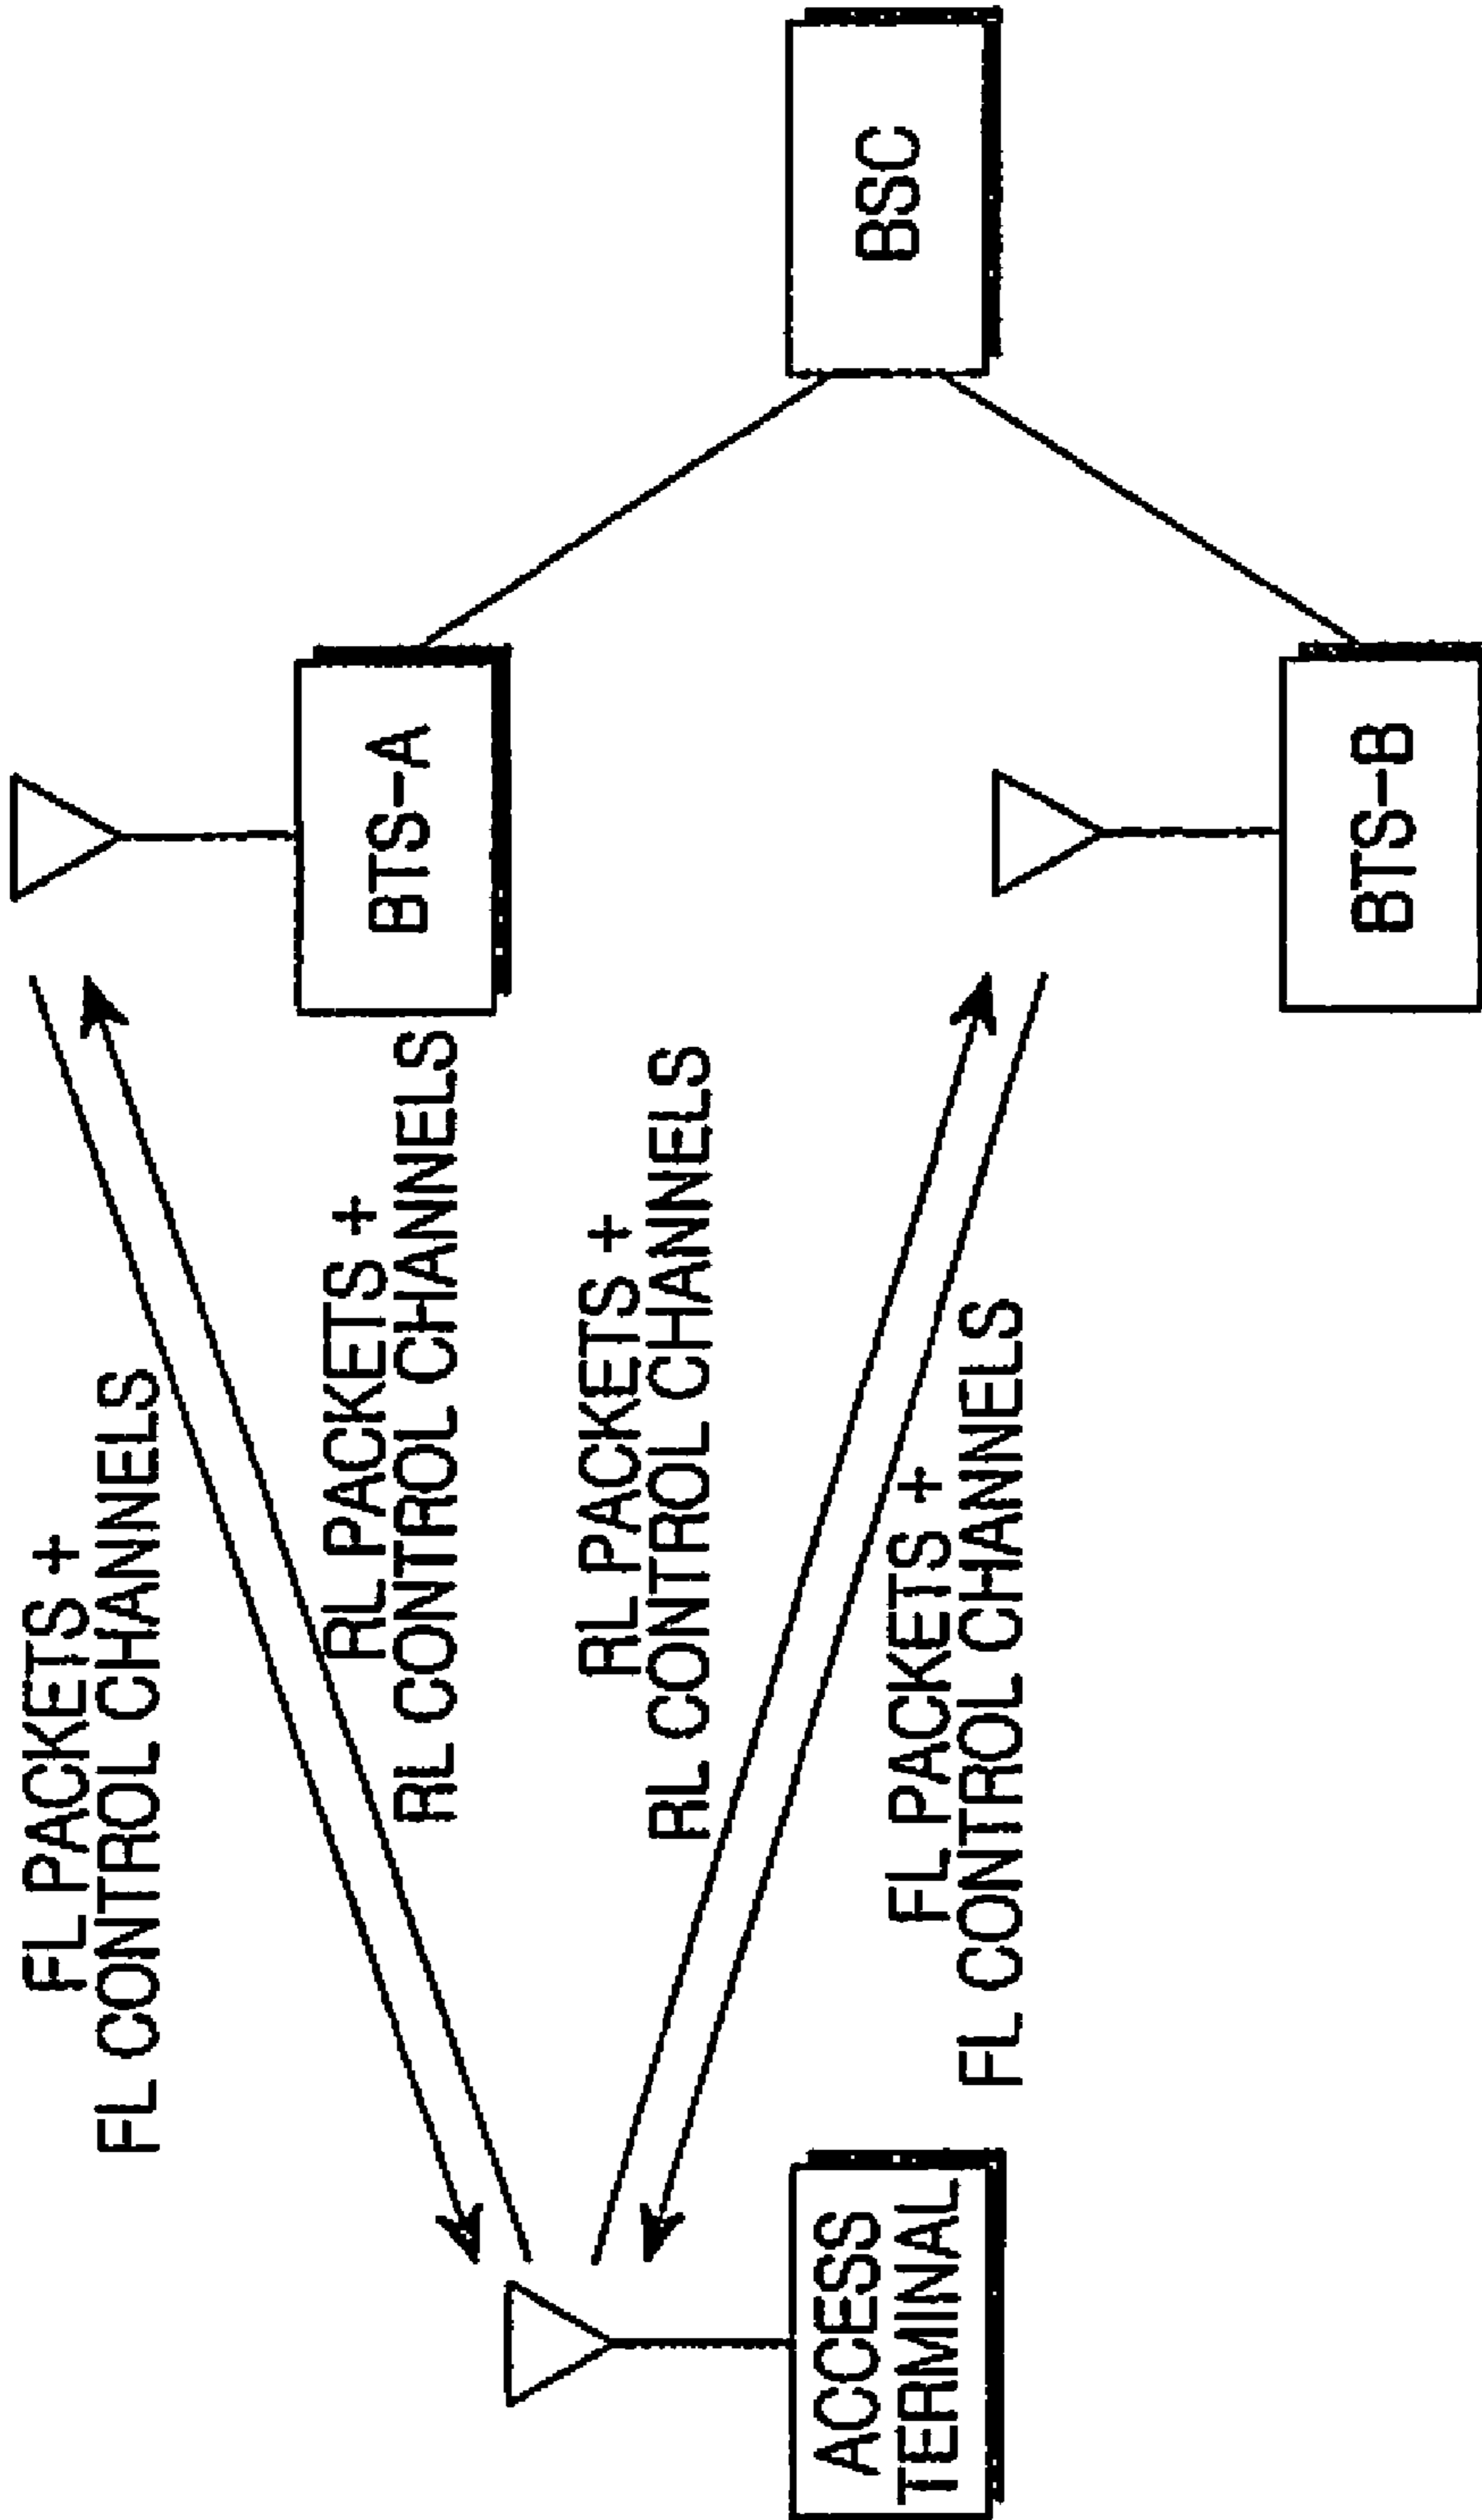 FL PACKETS +
FL CONTROL CHANNELS
RL PACKETS +
RL CONTROL CHANNELS
BTS-A
RL PACKETS +
RL CONTROL CHANNELS
BSC
ACCESS
TERMINAL
FL PACKETS +
FL CONTROL CHANNELS
BTS-B